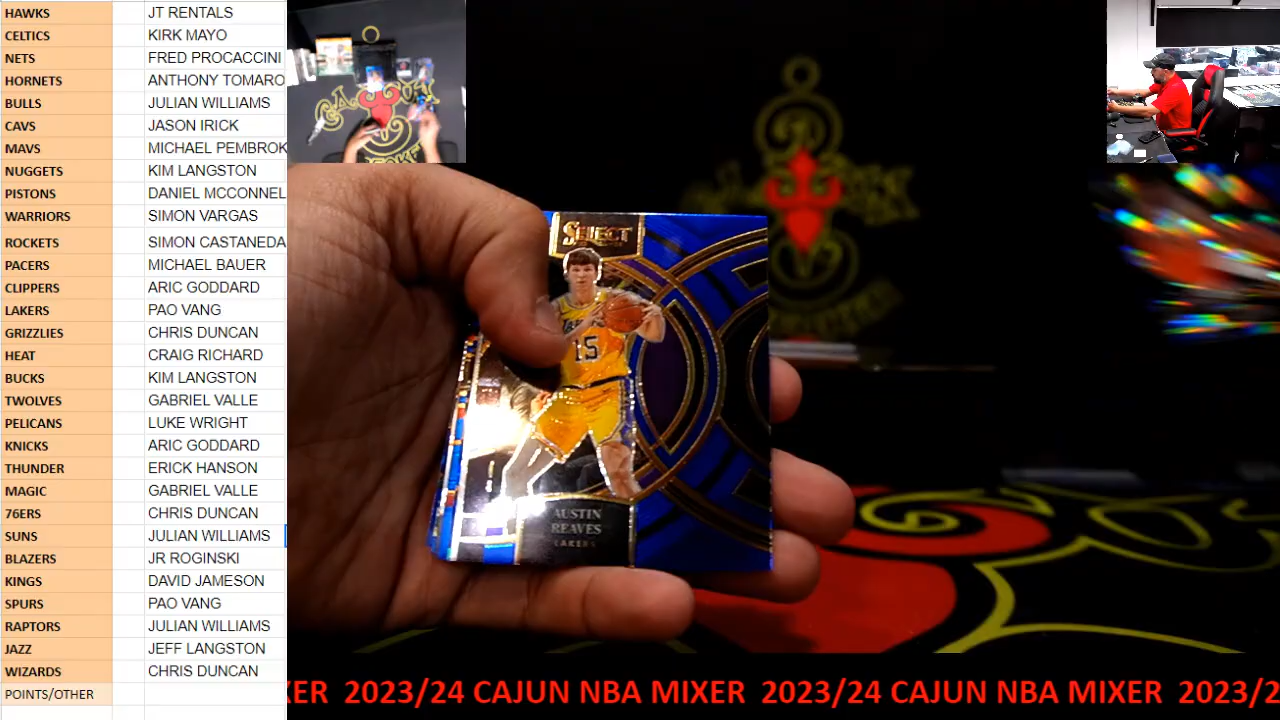 HAWKS JT RENTALS
CELTICS KIRK MAYO
NETS FRED PROCACCINI
HORNETS ANTHONY TOMARO
BULLS JULIAN WILLIAMS
CAVS JASON IRICK
MAVS MICHAEL PEMBROK
NUGGETS KIM LANGSTON
PISTONS DANIEL MCCONNEL
WARRIORS SIMON VARGAS
ROCKETS SIMON CASTANEDA
PACERS MICHAEL BAUER
CLIPPERS ARIC GODDARD
LAKERS PAO VANG
GRIZZLIES CHRIS DUNCAN
HEAT CRAIG RICHARD
BUCKS KIM LANGSTON
TWOLVES GABRIEL VALLE
PELICANS LUKE WRIGHT
KNICKS ARIC GODDARD
THUNDER ERICK HANSON
MAGIC GABRIEL VALLE
76ERS CHRIS DUNCAN
SUNS JULIAN WILLIAMS
BLAZERS JR ROGINSKI
KINGS DAVID JAMESON
SPURS PAO VANG
RAPTORS JULIAN WILLIAMS
JAZZ JEFF LANGSTON
WIZARDS CHRIS DUNCAN
POINTS/OTHER
SELECT
15
AUSTIN
REAVES
LAKERS
XER 2023/24 CAJUN NBA MIXER 2023/24 CAJUN NBA MIXER 2023/2